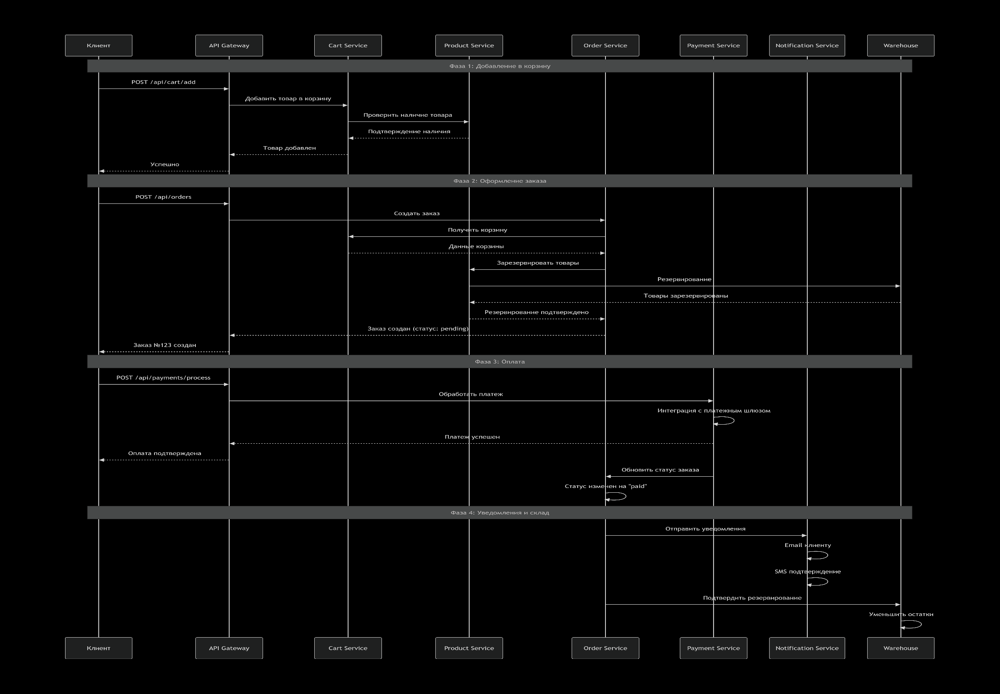 Клиент
API Gateway
Cart Service
Product Service
Order Service
Payment Service
Notification Service
Warehouse
Фаза 1: Добавление в корзину
POST /api/cart/add
Добавить товар в корзину
Проверить наличие товара
Подтверждение наличия
Товар добавлен
Успешно
Фаза 2: Оформление заказа
POST /api/orders
Создать заказ
Получить корзину
Данные корзины
Зарезервировать товары
Резервирование
Товары зарезервированы
Резервирование подтверждено
Заказ создан (статус: pending)
Заказ №123 создан
Фаза 3: Оплата
POST /api/payments/process
Обработать платеж
Интеграция с платежным шлюзом
Платеж успешен
Оплата подтверждена
Обновить статус заказа
Статус изменен на "paid"
Фаза 4: Уведомления и склад
Отправить уведомления
Email клиенту
SMS подтверждение
Подтвердить резервирование
Уменьшить остатки
Клиент
API Gateway
Cart Service
Product Service
Order Service
Payment Service
Notification Service
Warehouse